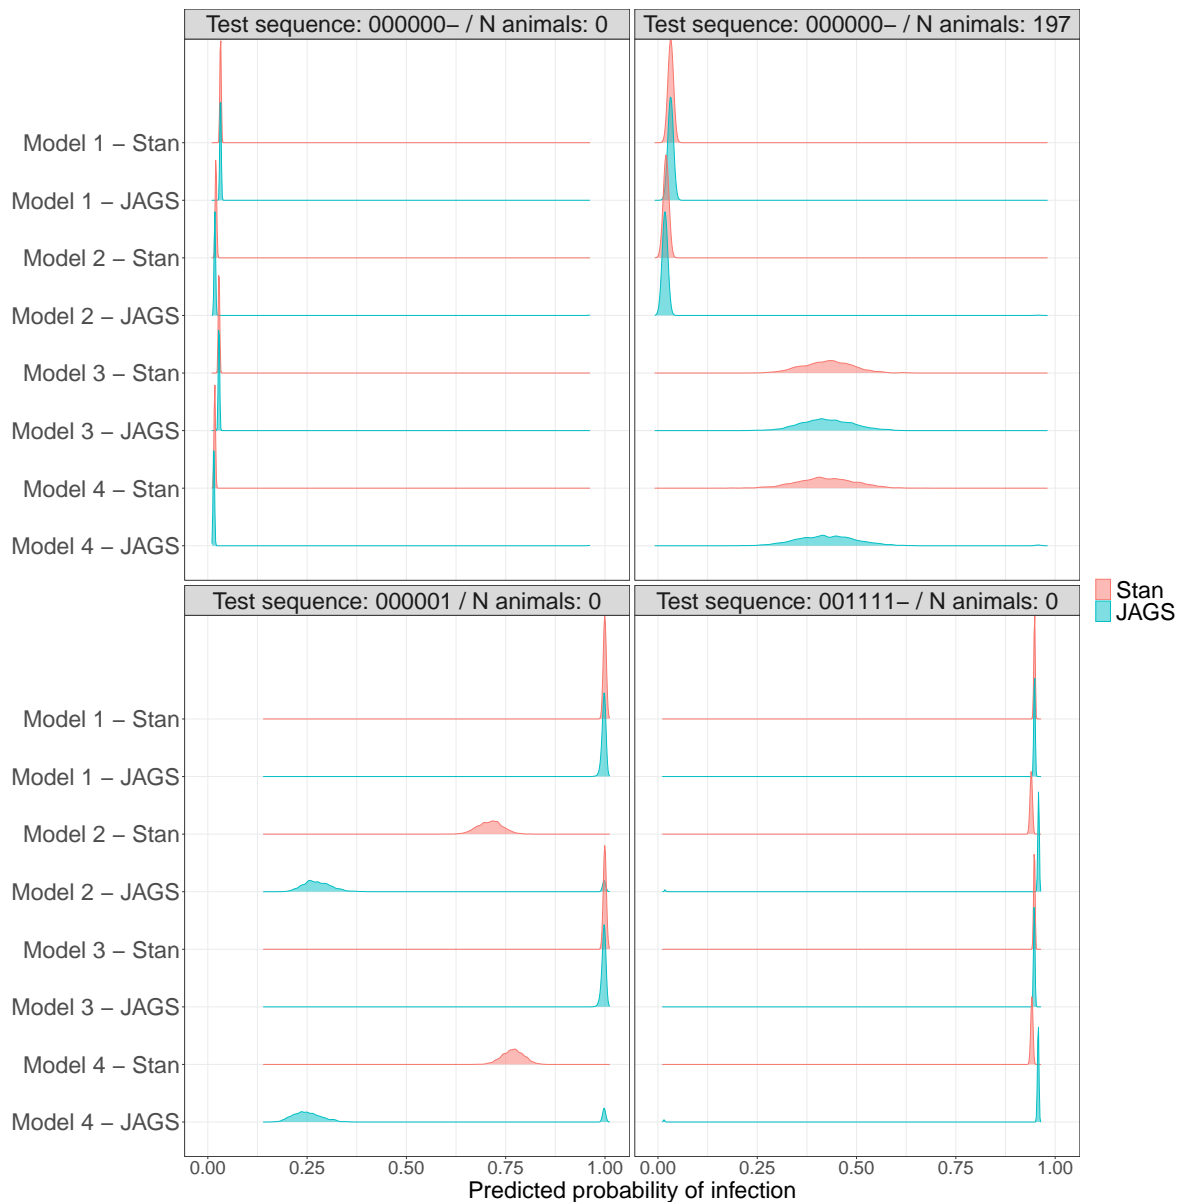 Test sequence: 000000− / N animals: 0
Test sequence: 000000− / N animals: 197
Model 1 − Stan
Model 1 − JAGS
Model 2 − Stan
Model 2 − JAGS
Model 3 − Stan
Model 3 − JAGS
Model 4 − Stan
Model 4 − JAGS
Test sequence: 000001 / N animals: 0
Test sequence: 001111− / N animals: 0
Model 1 − Stan
Model 1 − JAGS
Model 2 − Stan
Model 2 − JAGS
Model 3 − Stan
Model 3 − JAGS
Model 4 − Stan
Model 4 − JAGS
0.00 0.25 0.50 0.75 1.00
0.00 0.25 0.50 0.75 1.00
Predicted probability of infection
Stan
JAGS